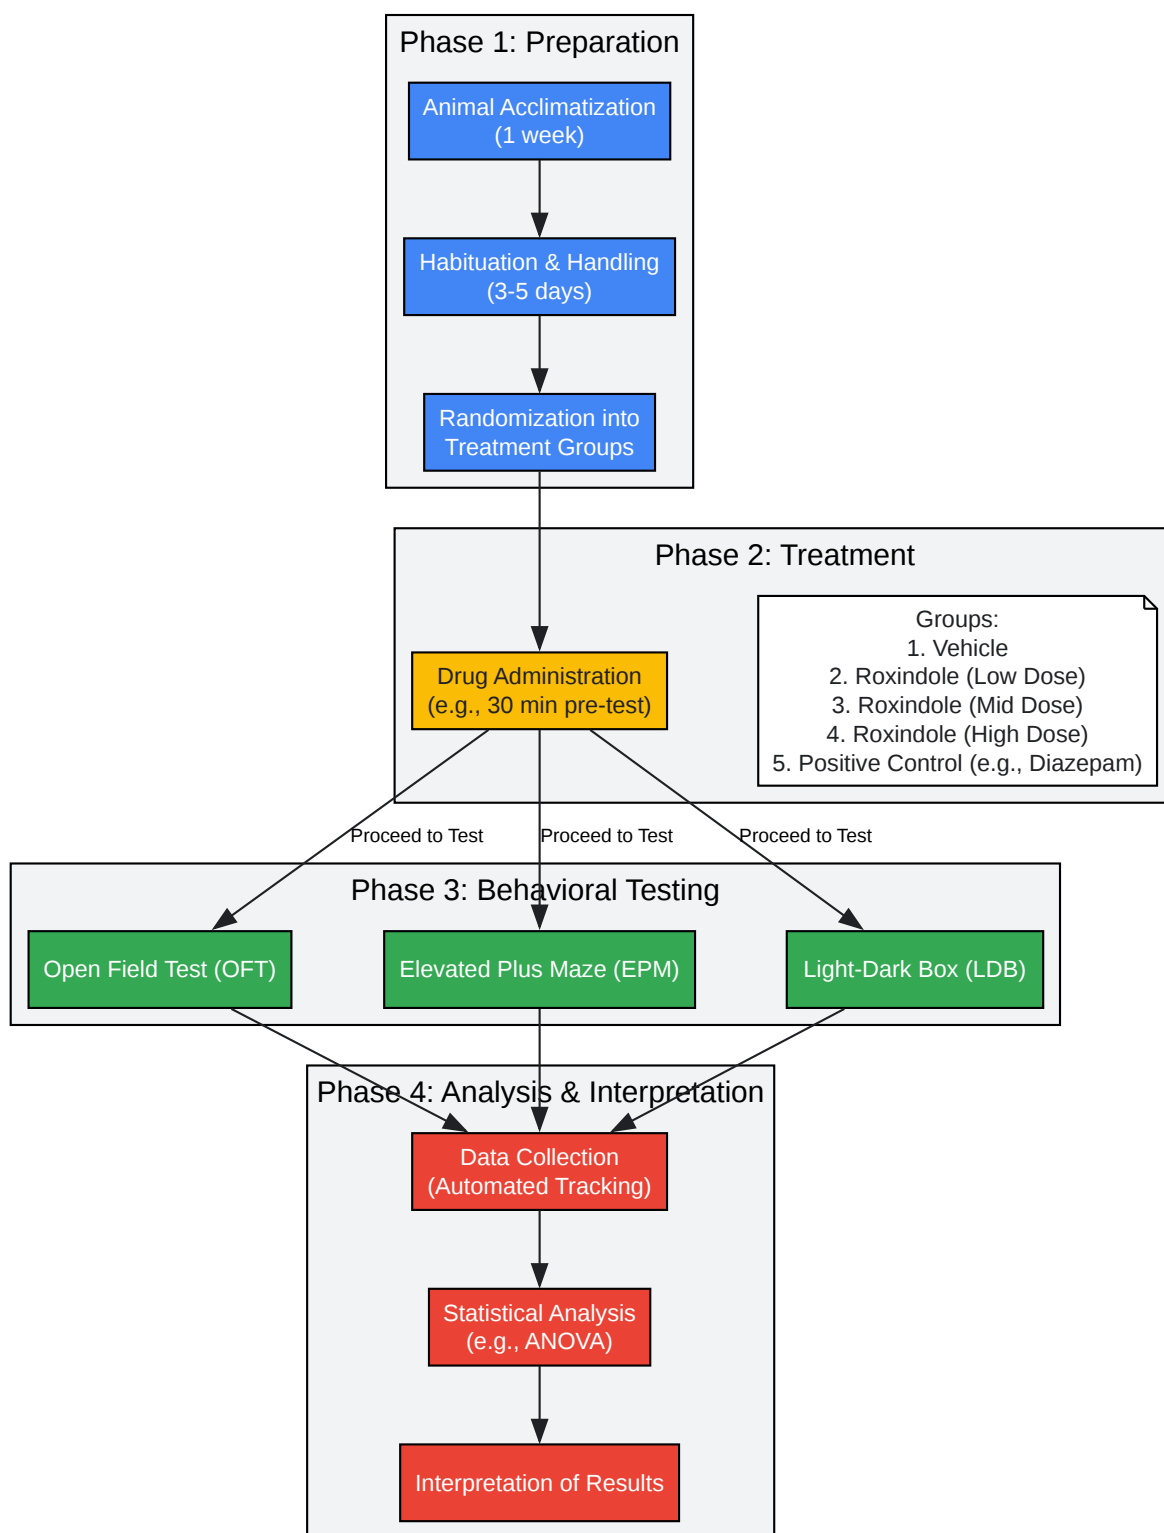 Phase 1: Preparation
Animal Acclimatization
(1 week)
Habituation & Handling
(3-5 days)
Randomization into
Treatment Groups
Phase 2: Treatment
Groups:
1. Vehicle
2. Roxindole (Low Dose)
3. Roxindole (Mid Dose)
4. Roxindole (High Dose)
5. Positive Control (e.g., Diazepam)
Drug Administration
(e.g., 30 min pre-test)
Proceed to Test
Proceed to Test
Proceed to Test
Phase 3: Behavioral Testing
Open Field Test (OFT)
Elevated Plus Maze (EPM)
Light-Dark Box (LDB)
Phase 4: Analysis & Interpretation
Data Collection
(Automated Tracking)
Statistical Analysis
(e.g., ANOVA)
Interpretation of Results